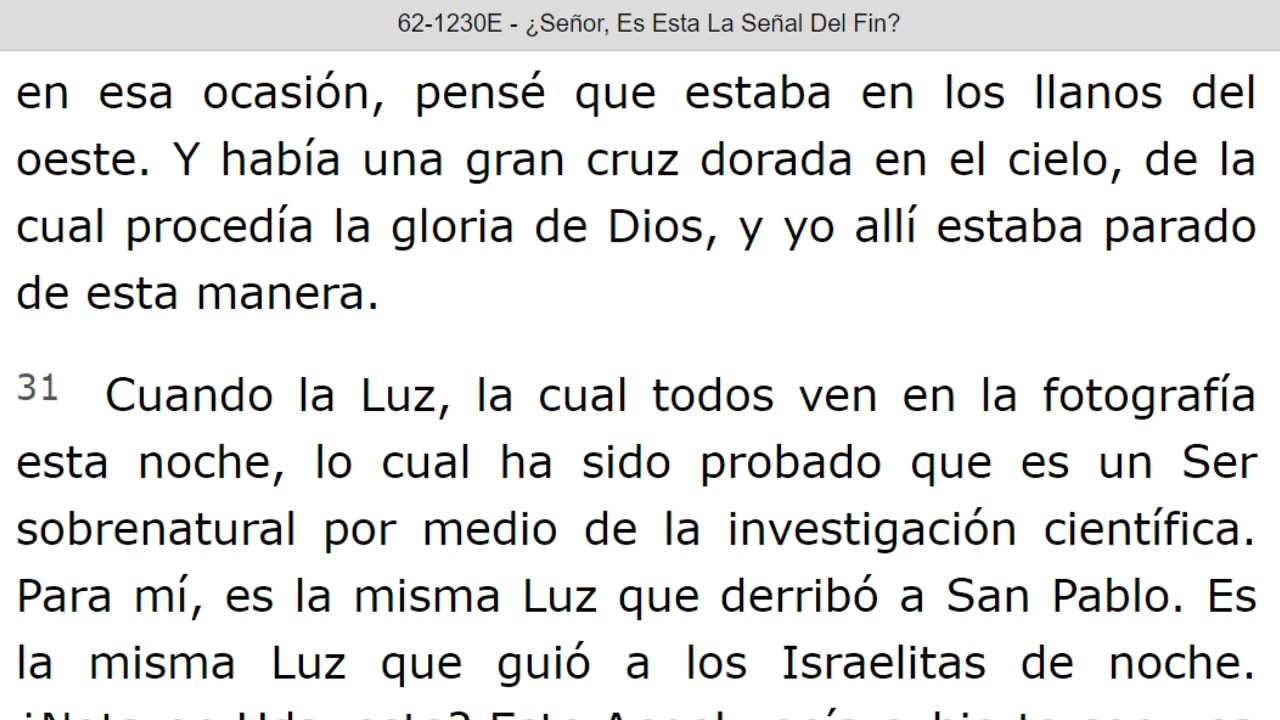 62-1230E - ¿Señor, Es Esta La Señal Del Fin?
en esa ocasión, pensé que estaba en los llanos del
oeste. Y había una gran cruz dorada en el cielo, de la
cual procedía la gloria de Dios, y yo allí estaba parado
de esta manera.
31 Cuando la Luz, la cual todos ven en la fotografía
esta noche, lo cual ha sido probado que es un Ser
sobrenatural por medio de la investigación científica.
Para mí, es la misma Luz que derribó a San Pablo. Es
la misma Luz que guió a los Israelitas de noche.